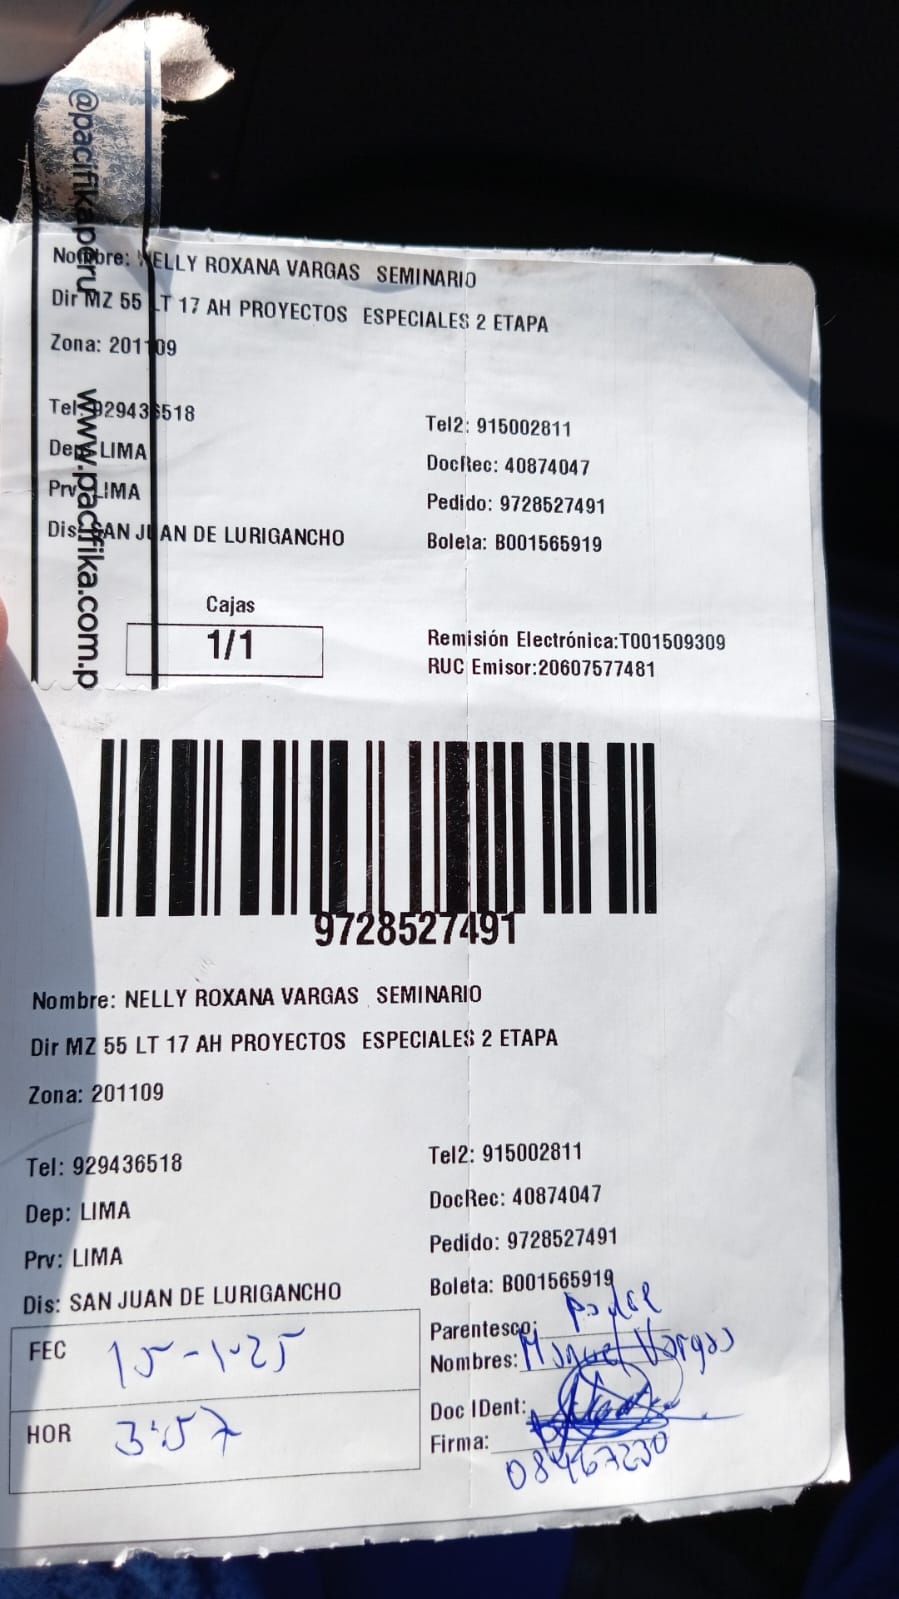 @pacifikaperu
www.pacifika.com.p
Nombre: NELLY ROXANA VARGAS SEMINARIO
Dir MZ 55 LT 17 AH PROYECTOS ESPECIALES 2 ETAPA
Zona: 201109
Tel: 929436518
Tel2: 915002811
Dep: LIMA
DocRec: 40874047
Prv: LIMA
Pedido: 9728527491
Dis: SAN JUAN DE LURIGANCHO
Boleta: B001565919
Cajas
1/1
Remisión Electrónica:T001509309
RUC Emisor:20607577481
9728527491
Nombre: NELLY ROXANA VARGAS SEMINARIO
Dir MZ 55 LT 17 AH PROYECTOS ESPECIALES 2 ETAPA
Zona: 201109
Tel: 929436518
Tel2: 915002811
Dep: LIMA
DocRec: 40874047
Prv: LIMA
Pedido: 9728527491
Dis: SAN JUAN DE LURIGANCHO
Boleta: B001565919
FEC 15-1-25
Parentesco: Padre
Nombres: Manuel Vargas
HOR 3:57
Doc IDent:
Firma:
08467230